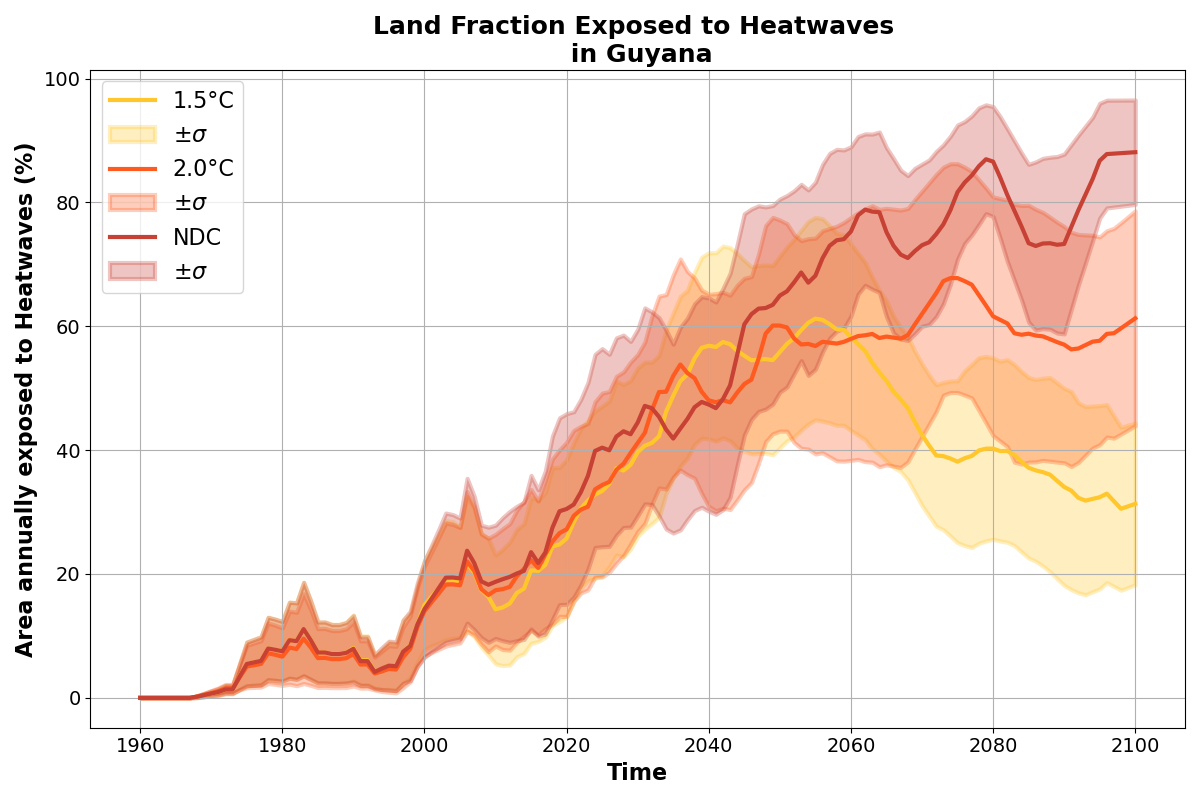 Land Fraction Exposed to Heatwaves
in Guyana
Area annually exposed to Heatwaves (%)
100
80
60
40
20
0
1.5°C
±σ
2.0°C
±σ
NDC
±σ
1960
1980
2000
2020
2040
2060
2080
2100
Time